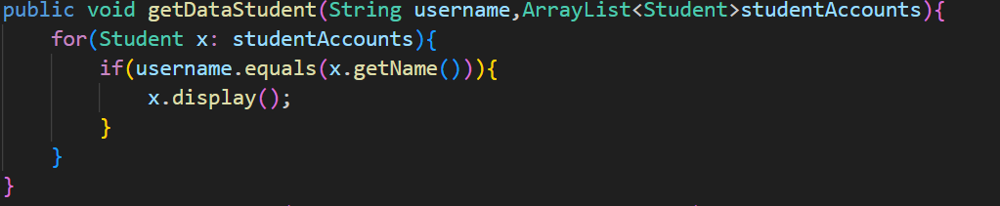 public void getDataStudent(String username,ArrayList<Student>studentAccounts){
for(Student x: studentAccounts){
if(username.equals(x.getName())){
x.display();
}
}
}